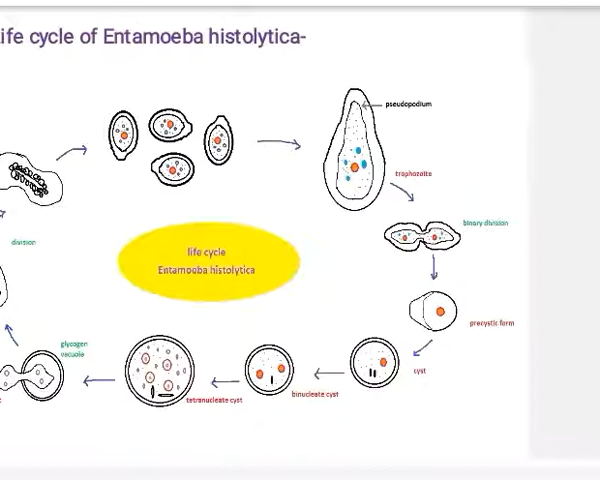 ife cycle of Entamoeba histolytica-
pseudopodium
trophozoite
binary division
division
life cycle
Entamoeba histolytica
precystic form
glycogen
vacuole
cyst
binucleate cyst
tetranucleate cyst